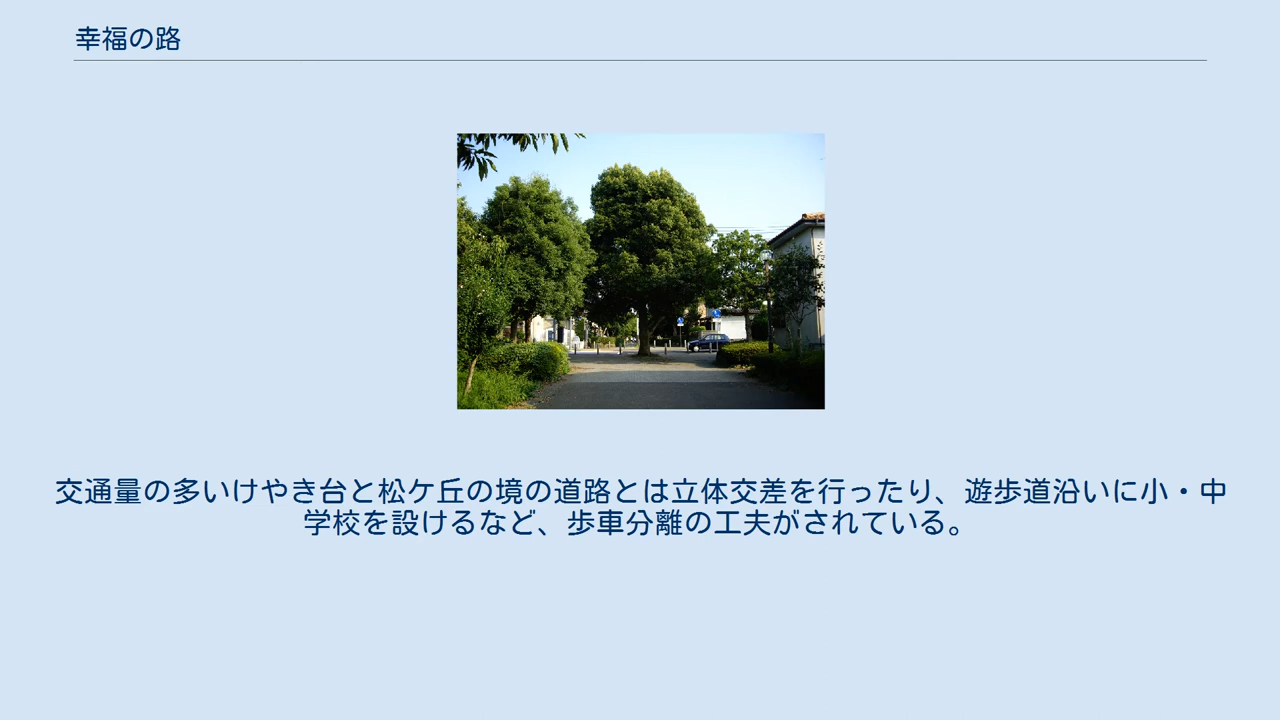 幸福の路
交通量の多いけやき台と松ケ丘の境の道路とは立体交差を行ったり、遊歩道沿いに小・中
学校を設けるなど、歩車分離の工夫がされている。